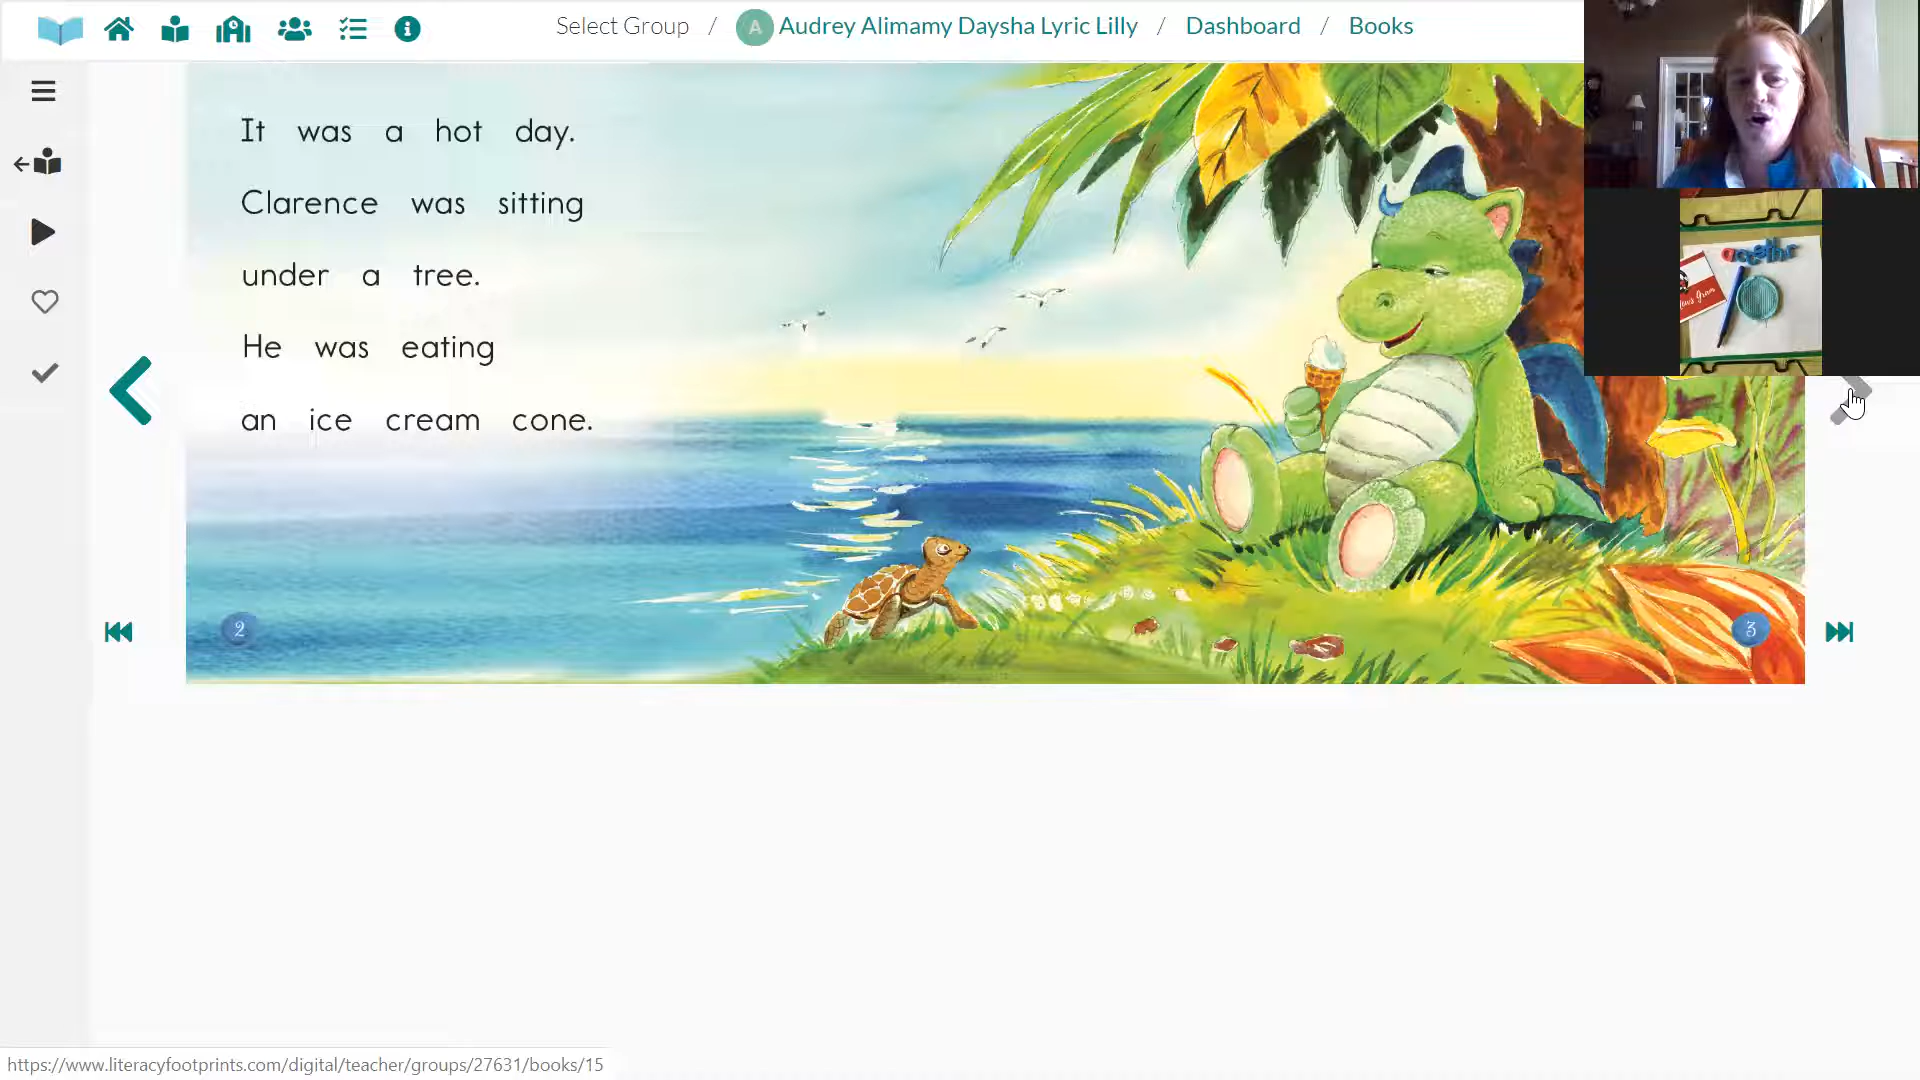 Select Group / A Audrey Alimamy Daysha Lyric Lilly / Dashboard / Books
It was a hot day.
Clarence was sitting
under a tree.
He was eating
an ice cream cone.
2
3
https://www.literacyfootprints.com/digital/teacher/groups/27631/books/15